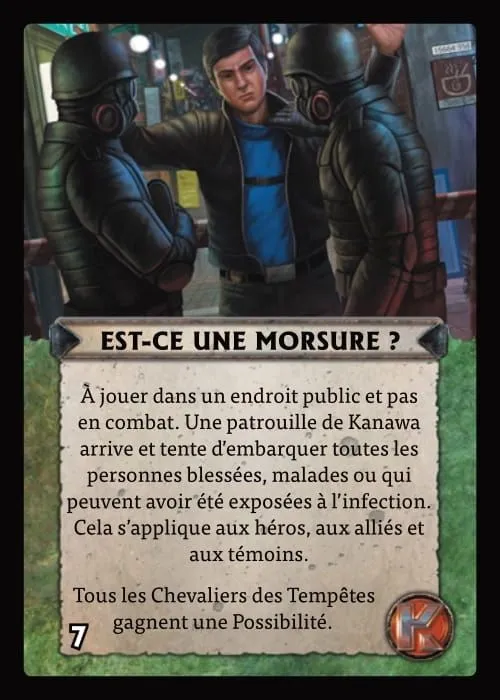 EST-CE UNE MORSURE ?
À jouer dans un endroit public et pas
en combat. Une patrouille de Kanawa
arrive et tente d'embarquer toutes les
personnes blessées, malades ou qui
peuvent avoir été exposées à l'infection.
Cela s'applique aux héros, aux alliés et
aux témoins.
Tous les Chevaliers des Tempêtes
gagnent une Possibilité.
7
K